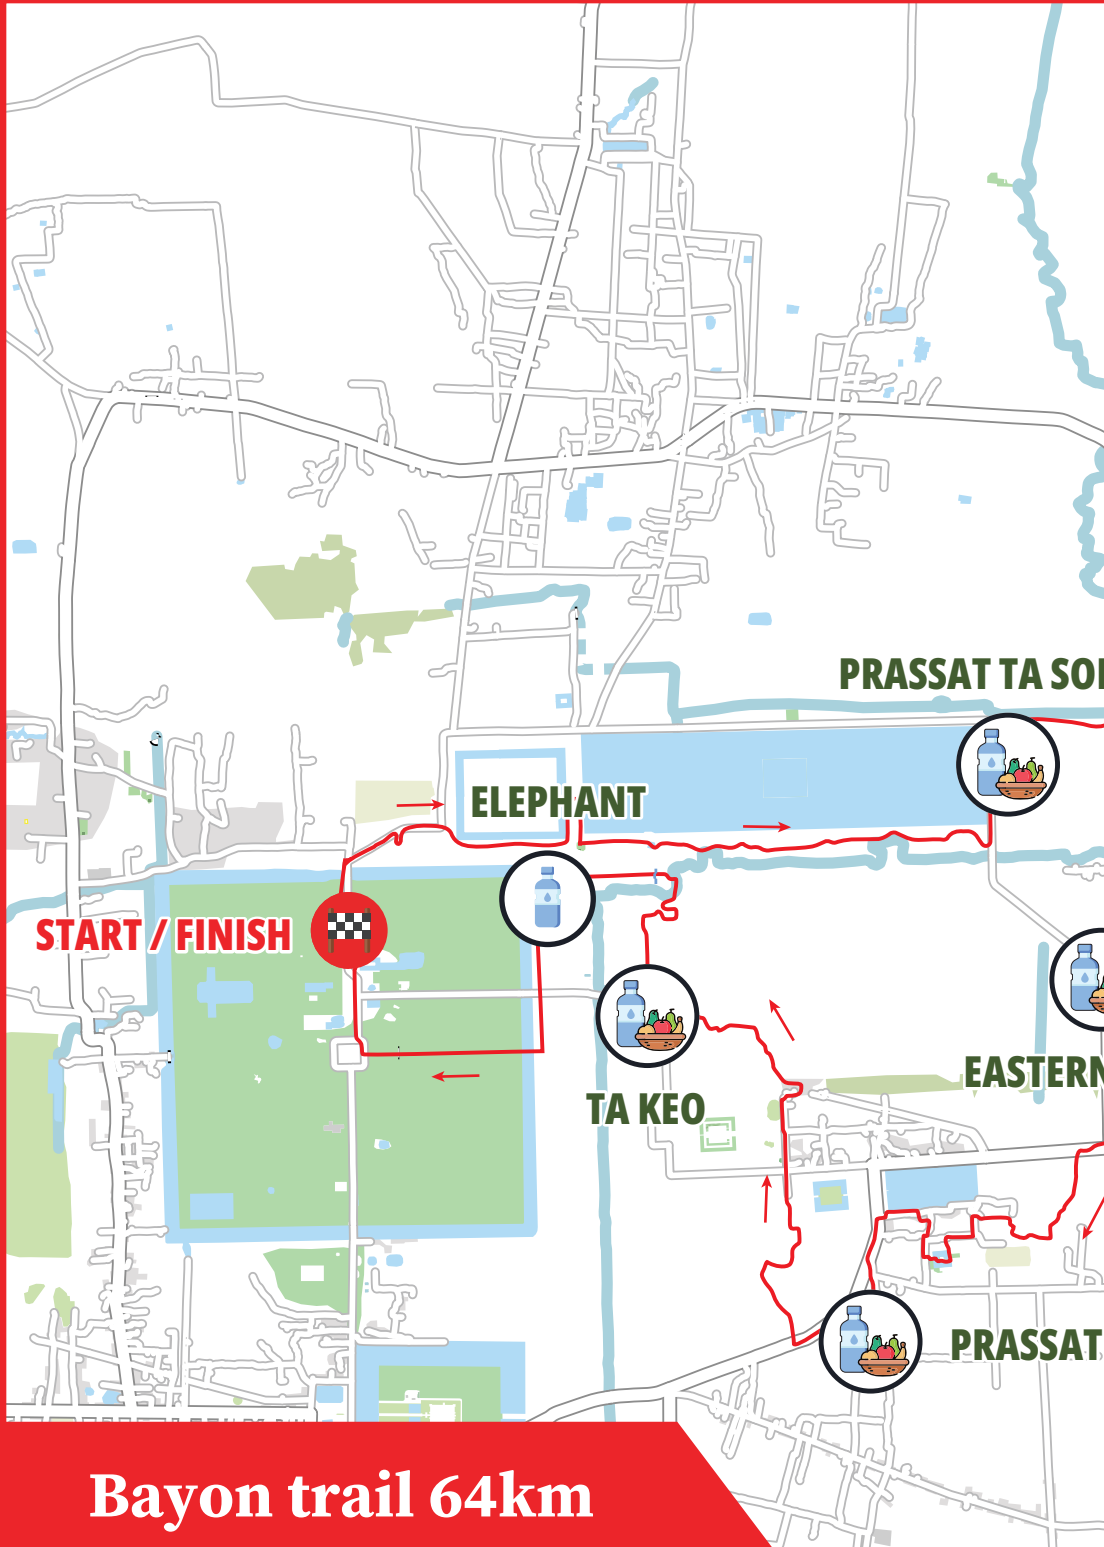 PRASSAT TA SO
ELEPHANT
START / FINISH
EASTERN
TA KEO
PRASSAT
Bayon trail 64km